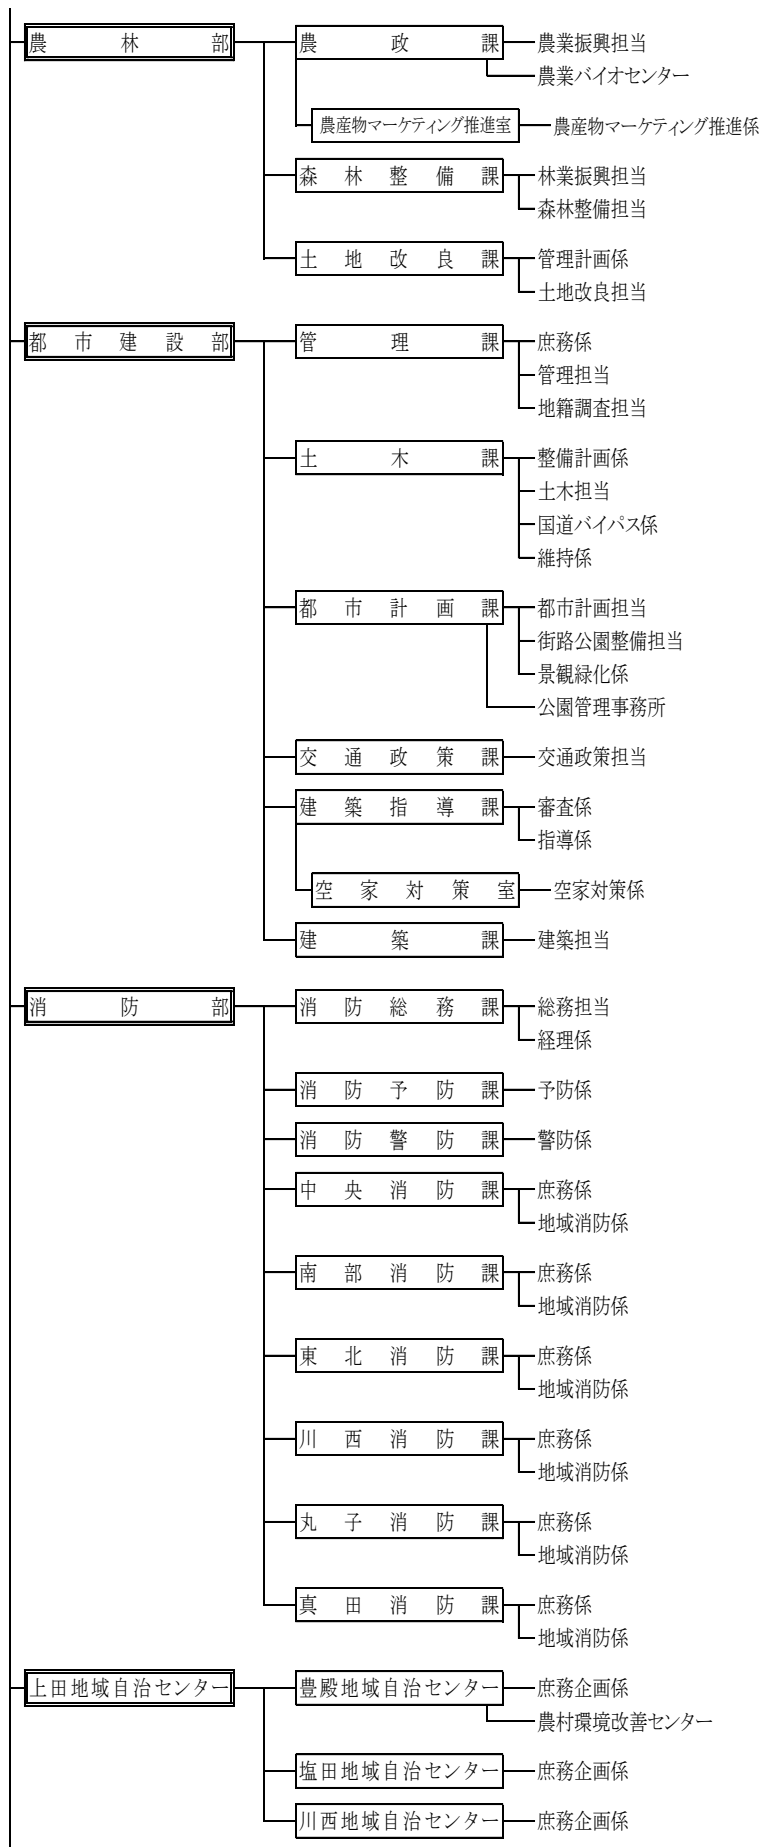 農林部 農政課 農業振興担当
農業バイオセンター
農産物マーケティング推進室 農産物マーケティング推進係
森林整備課 林業振興担当
森林整備担当
土地改良課 管理計画係
土地改良担当
都市建設部 管理課 庶務係
管理担当
地籍調査担当
土木課 整備計画係
土木担当
国道バイパス係
維持係
都市計画課 都市計画担当
街路公園整備担当
景観緑化係
公園管理事務所
交通政策課 交通政策担当
建築指導課 審査係
指導係
空家対策室 空家対策係
建築課 建築担当
消防部 消防総務課 総務担当
経理係
消防予防課 予防係
消防警防課 警防係
中央消防課 庶務係
地域消防係
南部消防課 庶務係
地域消防係
東北消防課 庶務係
地域消防係
川西消防課 庶務係
地域消防係
丸子消防課 庶務係
地域消防係
真田消防課 庶務係
地域消防係
上田地域自治センター 豊殿地域自治センター 庶務企画係
農村環境改善センター
塩田地域自治センター 庶務企画係
川西地域自治センター 庶務企画係